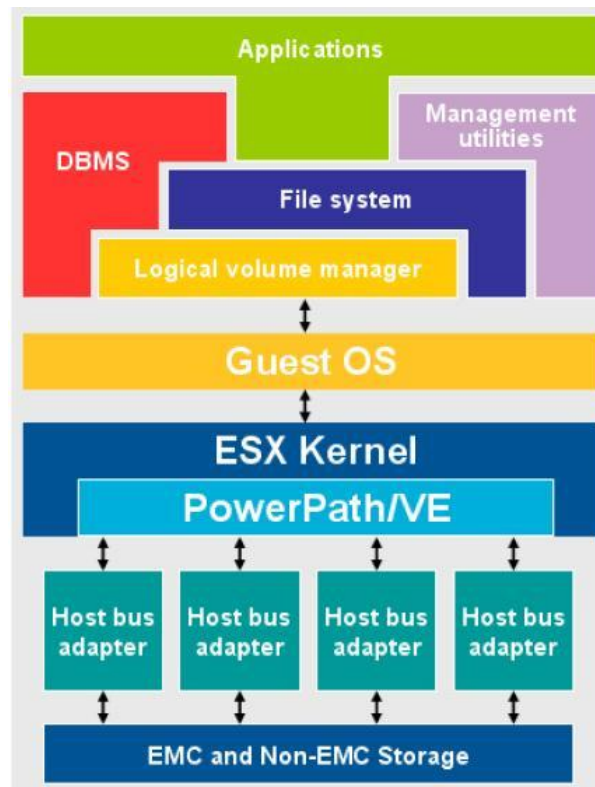 Applications
Management
utilities
DBMS
File system
Logical volume manager
Guest OS
ESX Kernel
PowerPath/VE
Host bus
adapter
Host bus
adapter
Host bus
adapter
Host bus
adapter
EMC and Non-EMC Storage